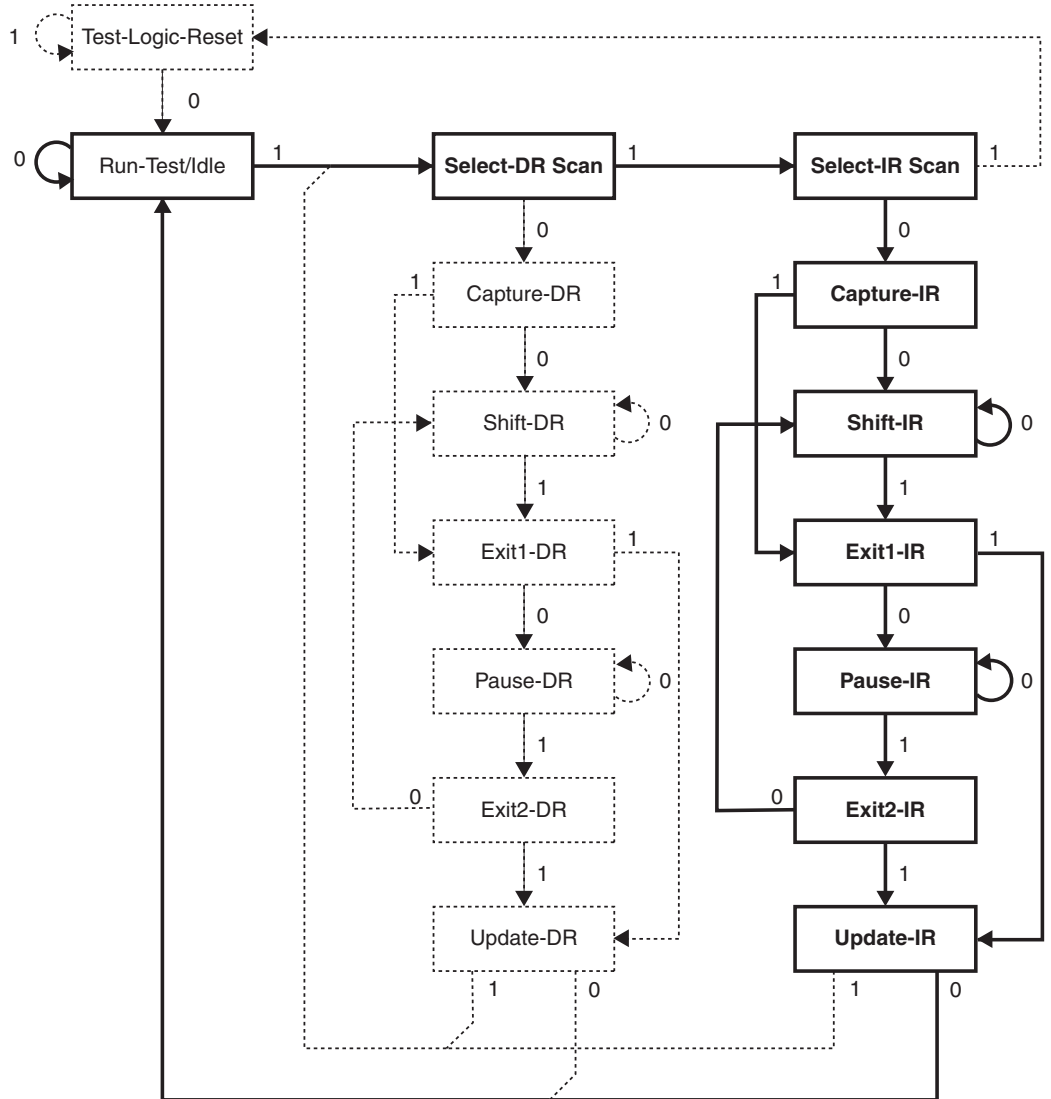 Test-Logic-Reset
1
0
Run-Test/Idle
0
1
Select-DR Scan
1
Select-IR Scan
1
0
0
1
Capture-DR
1
Capture-IR
0
0
Shift-DR
0
Shift-IR
0
1
1
Exit1-DR
1
Exit1-IR
1
0
0
Pause-DR
0
Pause-IR
0
1
1
0
Exit2-DR
0
Exit2-IR
1
1
Update-DR
Update-IR
1
0
1
0